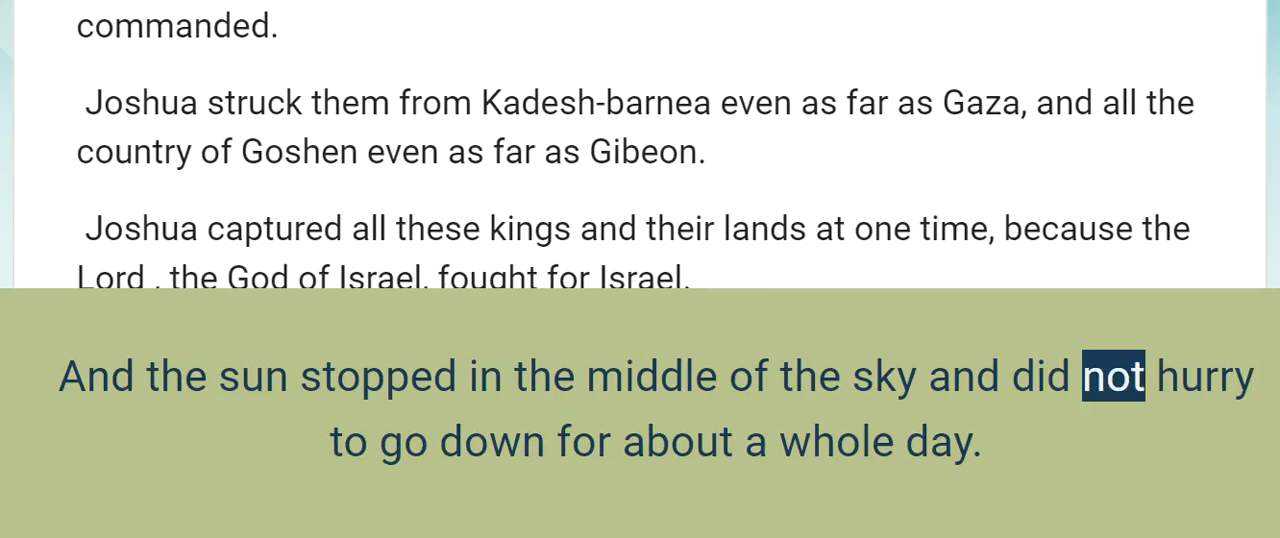 commanded.
Joshua struck them from Kadesh-barnea even as far as Gaza, and all the
country of Goshen even as far as Gibeon.
Joshua captured all these kings and their lands at one time, because the
Lord , the God of Israel, fought for Israel.
And the sun stopped in the middle of the sky and did not hurry
to go down for about a whole day.